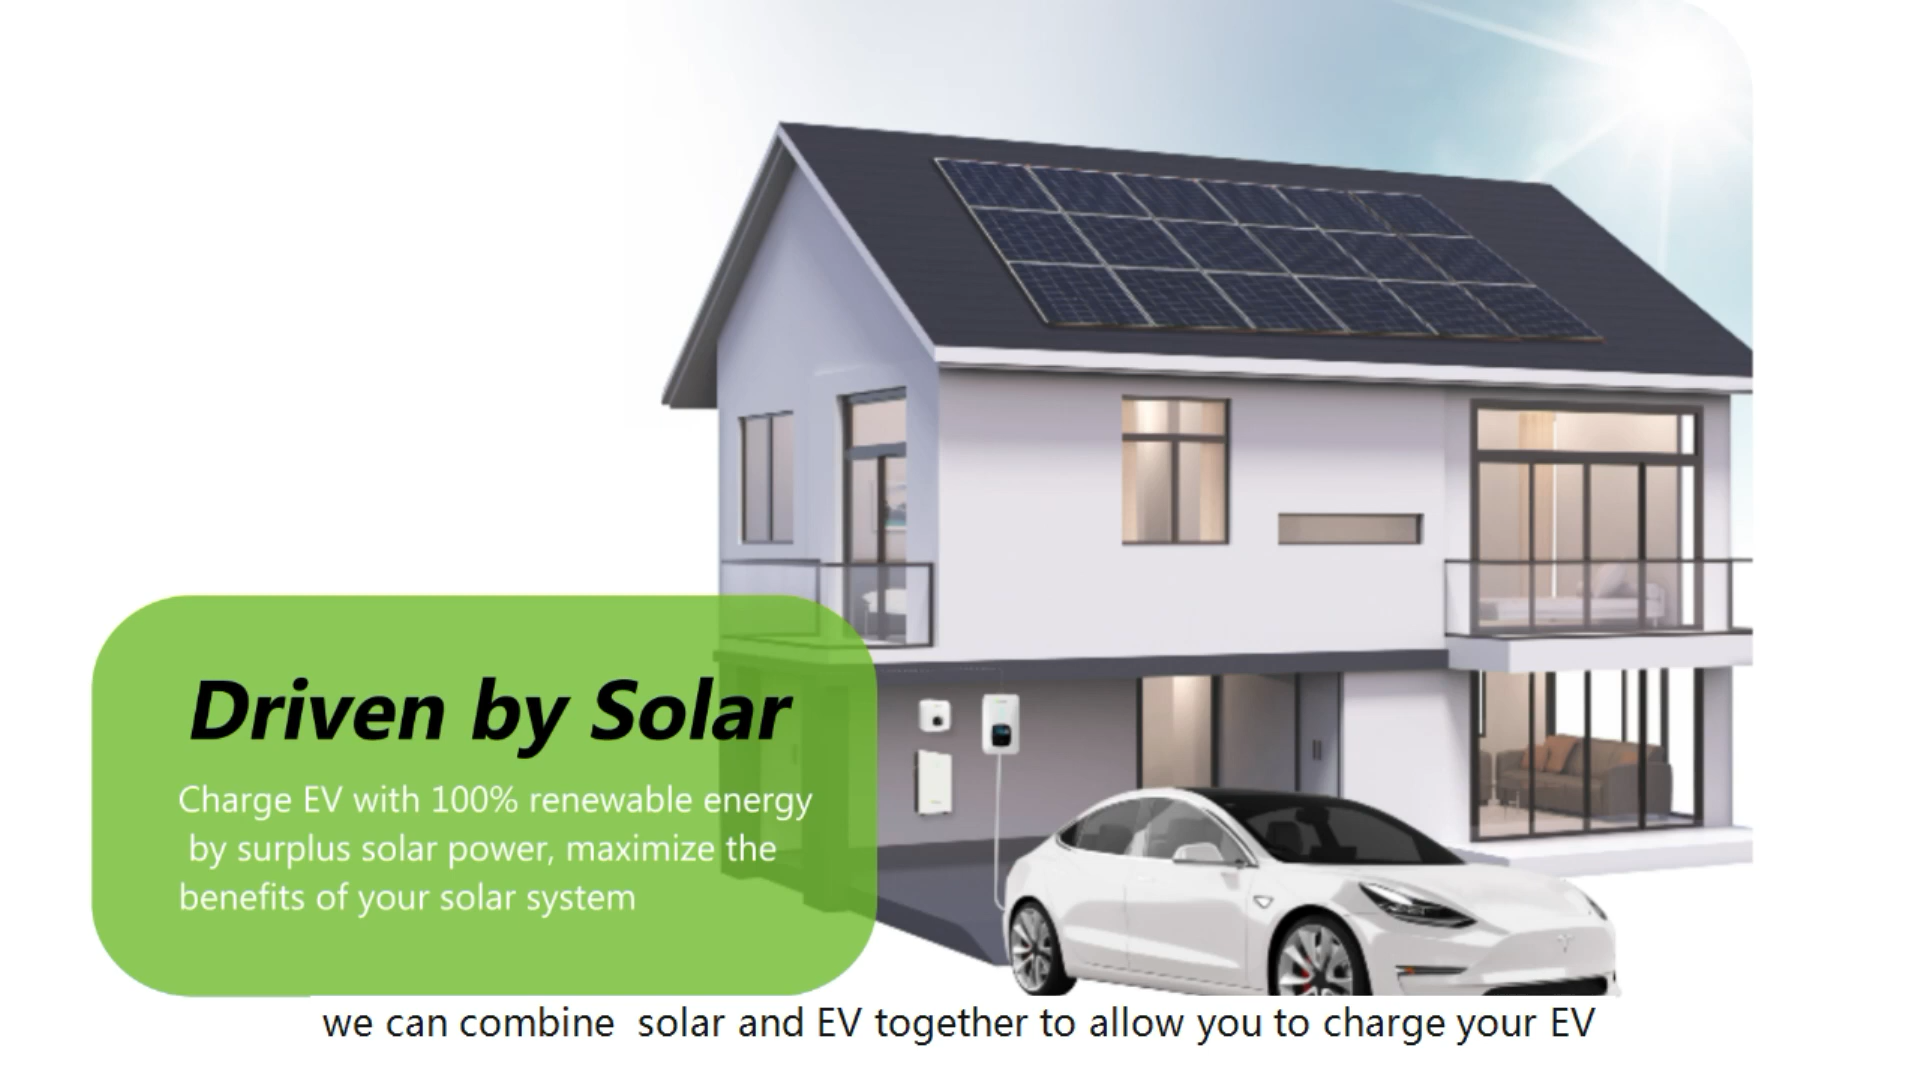 Driven by Solar
Charge EV with 100% renewable energy
by surplus solar power, maximize the
benefits of your solar system
we can combine  solar and EV together to allow you to charge your EV